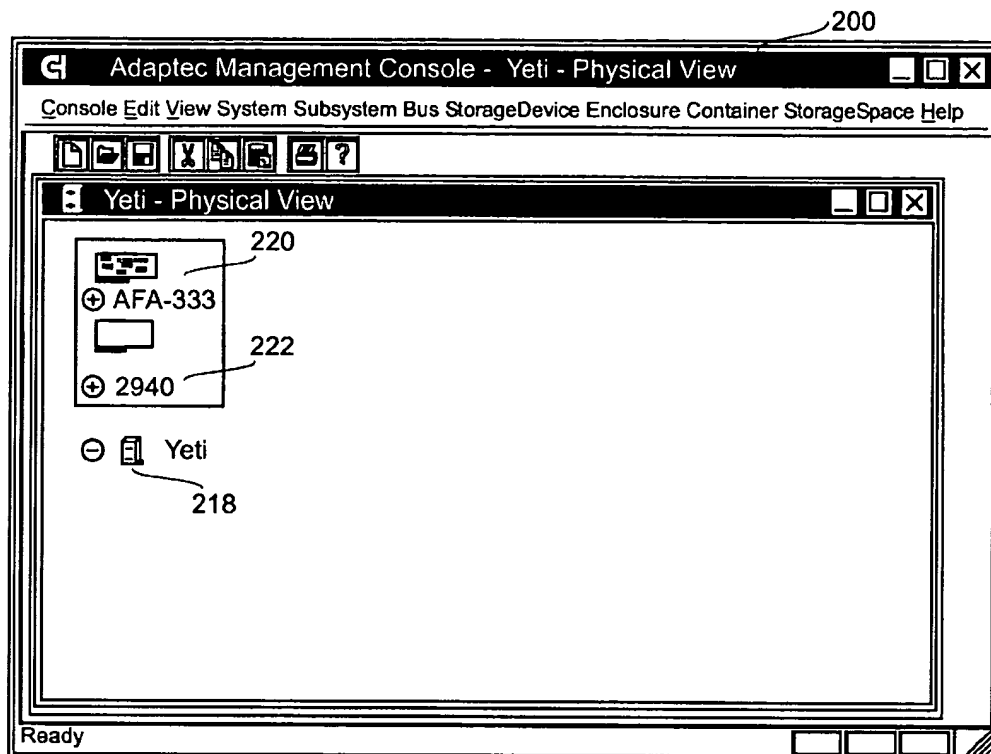 200
Adaptec Management Console - Yeti - Physical View
Console Edit View System Subsystem Bus StorageDevice Enclosure Container StorageSpace Help
?
Yeti - Physical View
220
AFA-333
222
2940
Yeti
218
Ready